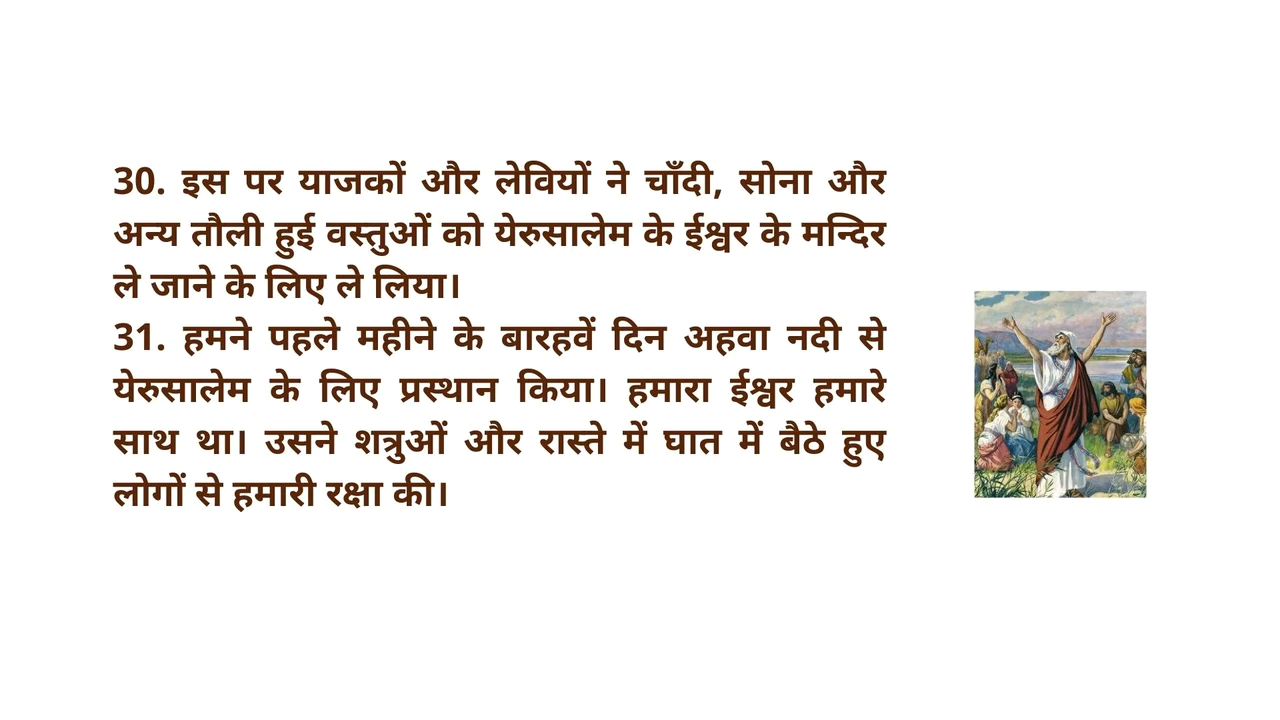 30. इस पर याजकों और लेवियों ने चाँदी, सोना और
अन्य तौली हुई वस्तुओं को येरुसालेम के ईश्वर के मन्दिर
ले जाने के लिए ले लिया।
31. हमने पहले महीने के बारहवें दिन अहवा नदी से
येरुसालेम के लिए प्रस्थान किया। हमारा ईश्वर हमारे
साथ था। उसने शत्रुओं और रास्ते में घात में बैठे हुए
लोगों से हमारी रक्षा की।